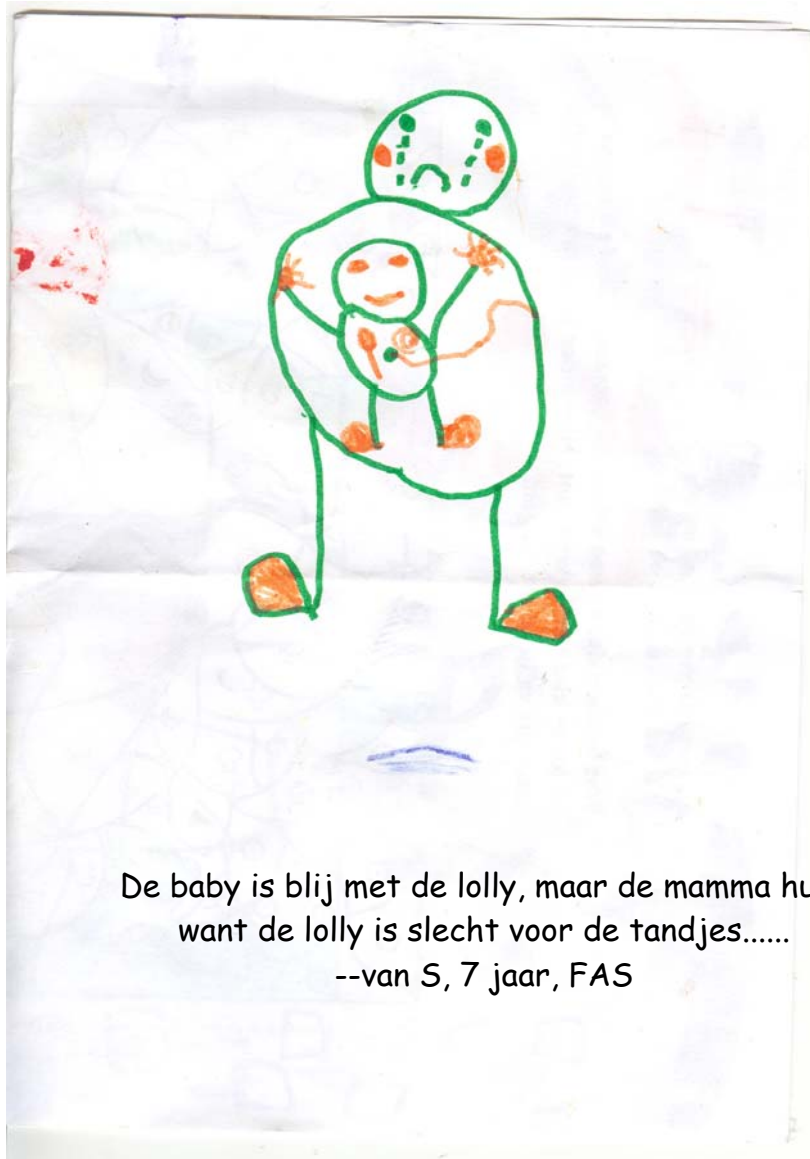 De baby is blij met de lolly, maar de mamma hu
want de lolly is slecht voor de tandjes......
--van S, 7 jaar, FAS